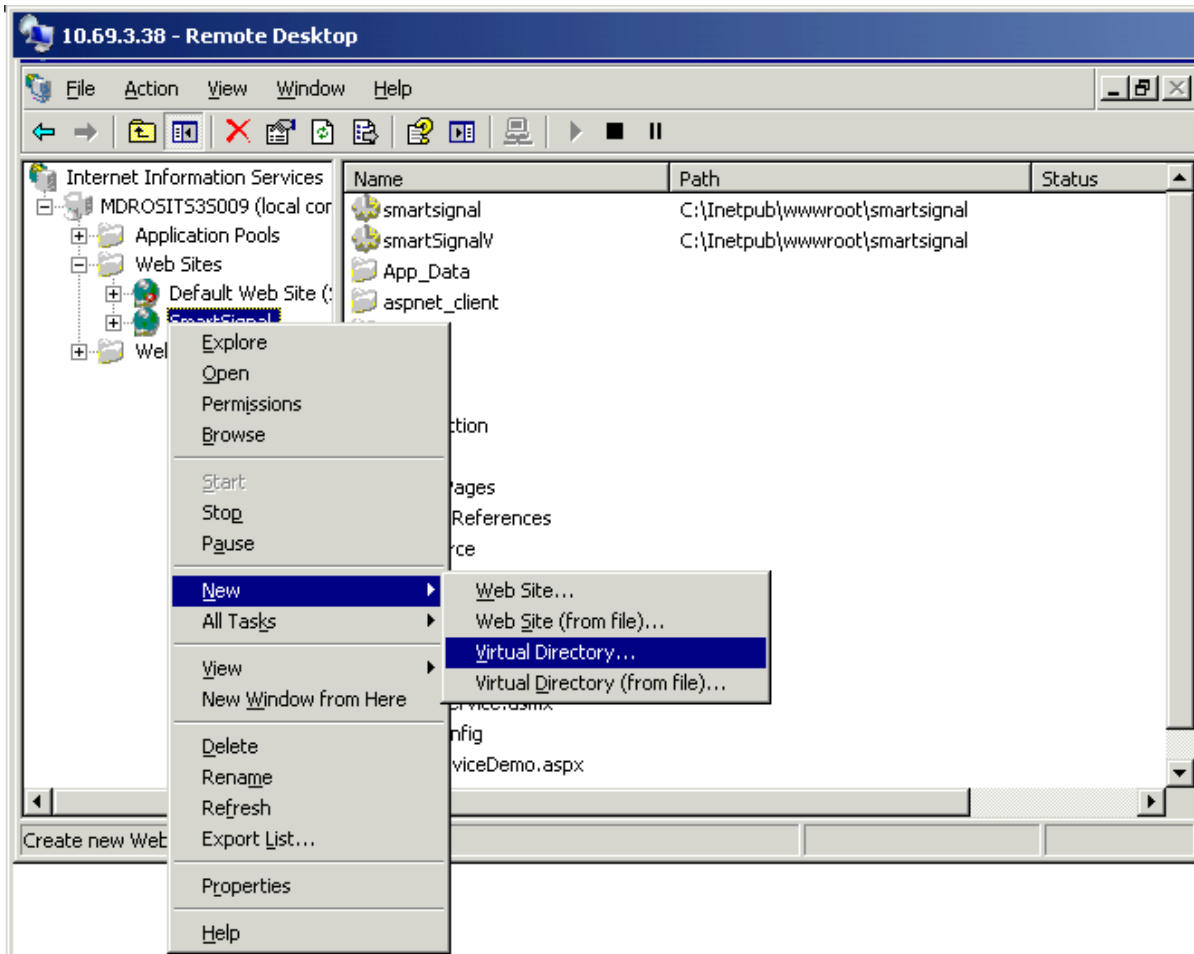 10.69.3.38 - Remote Desktop
File Action View Window Help
Internet Information Services
MDROSITS3S009 (local cor
Application Pools
Web Sites
Default Web Site (
SmartSignal
Wel
Name Path Status
smartsignal C:\Inetpub\wwwroot\smartsignal
smartSignalV C:\Inetpub\wwwroot\smartsignal
App_Data
aspnet_client
ction
Pages
References
rce
nfig
viceDemo.aspx
Explore
Open
Permissions
Browse
Start
Stop
Pause
New
All Tasks
View
New Window from Here
Delete
Rename
Refresh
Export List...
Properties
Help
Web Site...
Web Site (from file)...
Virtual Directory...
Virtual Directory (from file)...
Create new Web